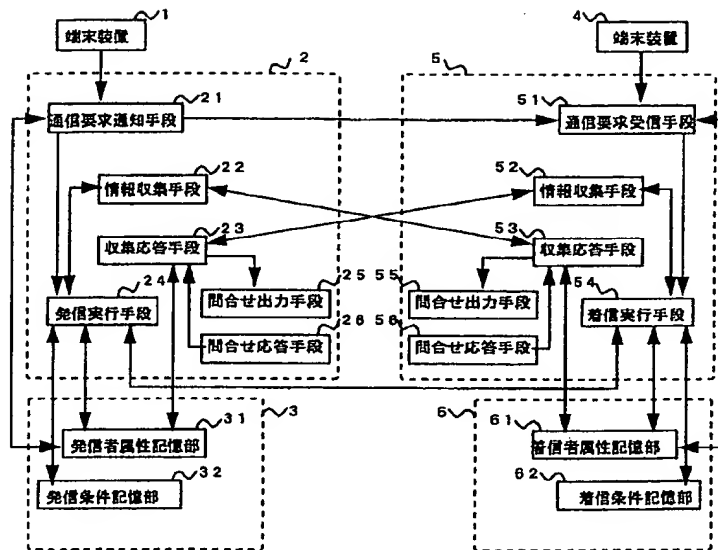 1
端末装置
4
端末装置
2
5
21
通信要求通知手段
51
通信要求受信手段
22
情報収集手段
52
情報収集手段
23
収集応答手段
53
収集応答手段
24
発信実行手段
25
問合せ出力手段
26
問合せ応答手段
55
問合せ出力手段
56
問合せ応答手段
54
着信実行手段
3
31
発信者属性記憶部
32
発信条件記憶部
6
61
着信者属性記憶部
62
着信条件記憶部